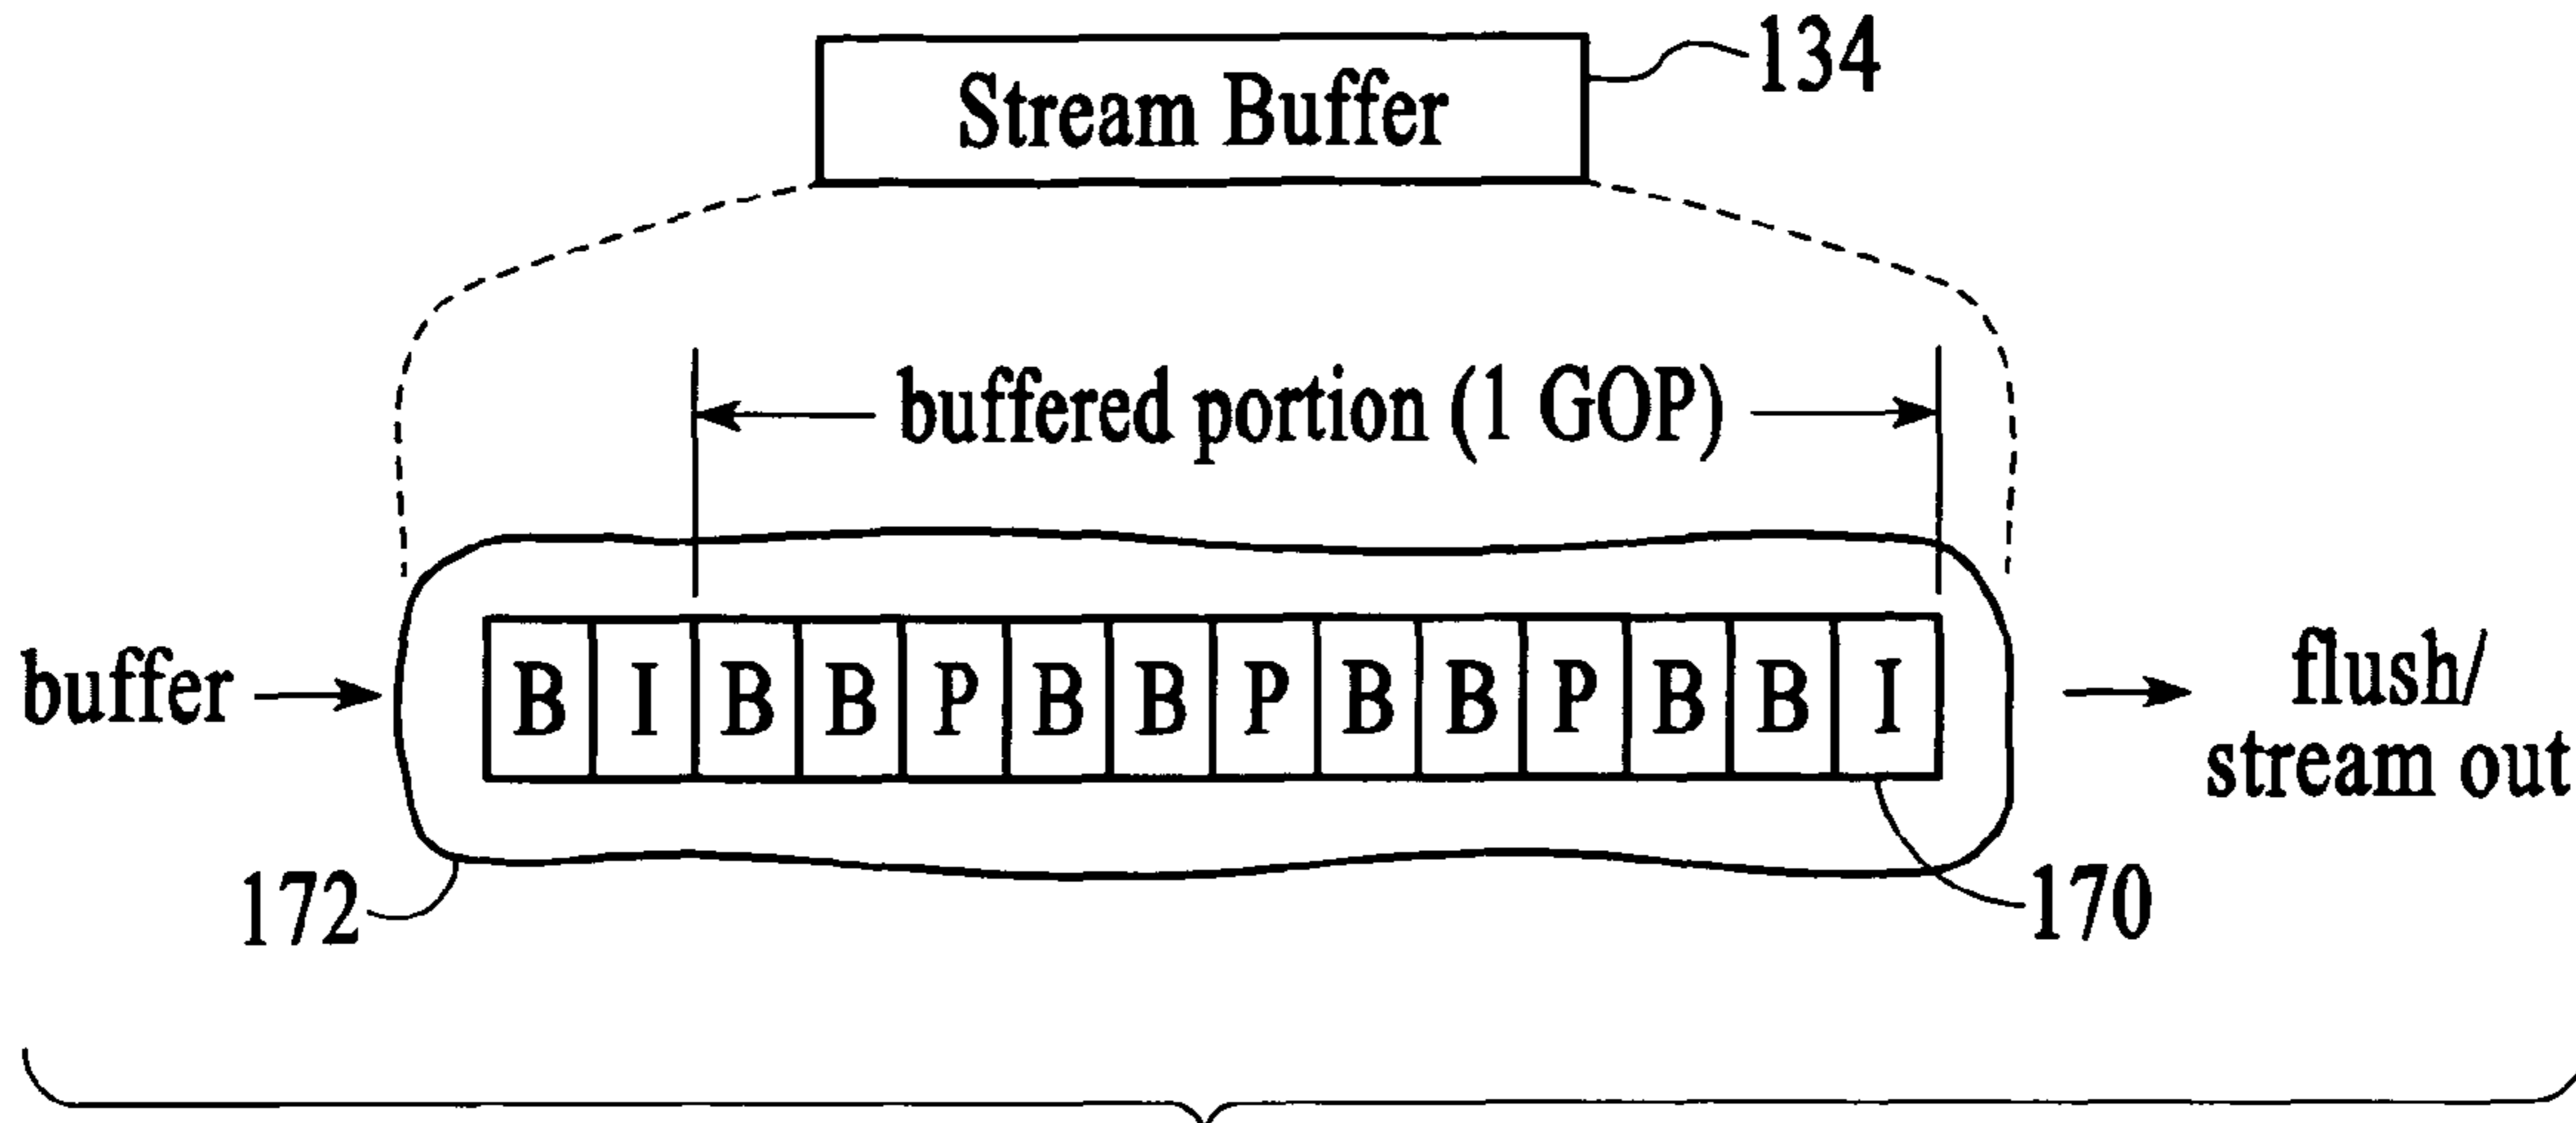 Stream Buffer
134
buffered portion (1 GOP)
buffer
B I B B P B B P B B P B B I
flush/
stream out
172
170